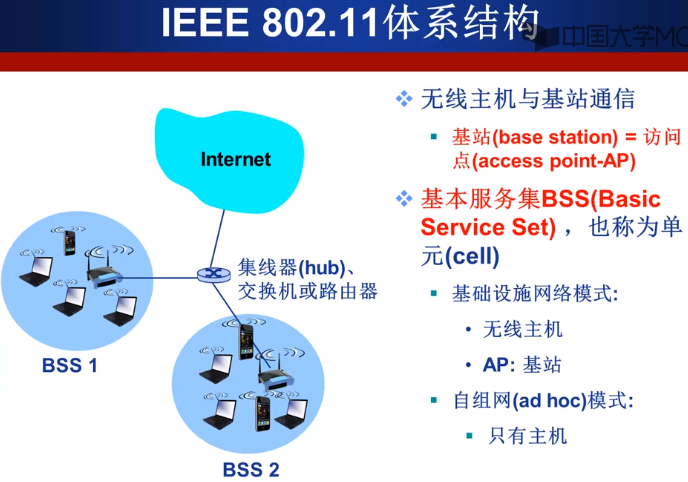 IEEE 802.11体系结构
中国大学MO
无线主机与基站通信
基站(base station) = 访问
点(access point-AP)
基本服务集BSS(Basic
Service Set) ，也称为单
元(cell)
基础设施网络模式:
无线主机
AP: 基站
自组网(ad hoc)模式:
只有主机
Internet
集线器(hub)、
交换机或路由器
BSS 1
BSS 2